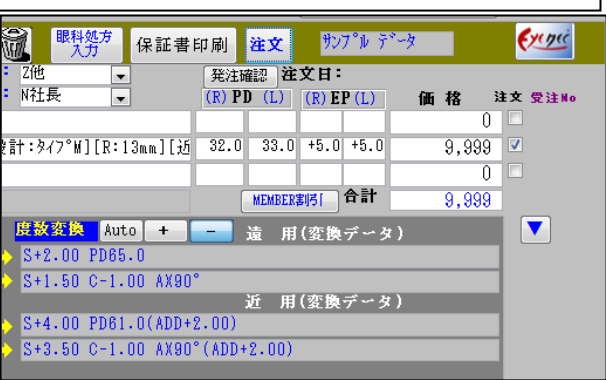 眼科処方
入力
保証書印刷
注文
ｻﾝﾌﾟﾙ ﾃﾞｰﾀ
eyenec
: Z他
発注確認 注文日:
: N社長
(R) PD (L) (R) EP (L) 価 格 注文 受注No
0
計:ﾀｲﾌﾟM][R:13mm][近 32.0 33.0 +5.0 +5.0 9,999
0
MEMBER割引 合計 9,999
度数変換 Auto + - 遠 用(変換データ)
S+2.00 PD65.0
S+1.50 C-1.00 AX90°
近 用(変換データ)
S+4.00 PD61.0(ADD+2.00)
S+3.50 C-1.00 AX90°(ADD+2.00)